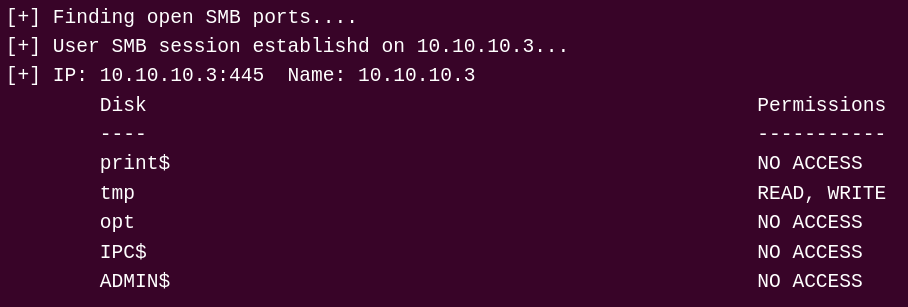 [+] Finding open SMB ports....
[+] User SMB session establishd on 10.10.10.3...
[+] IP: 10.10.10.3:445  Name: 10.10.10.3
        Disk                                                    Permissions
        ----                                                    -----------
        print$                                                  NO ACCESS
        tmp                                                     READ, WRITE
        opt                                                     NO ACCESS
        IPC$                                                    NO ACCESS
        ADMIN$                                                  NO ACCESS